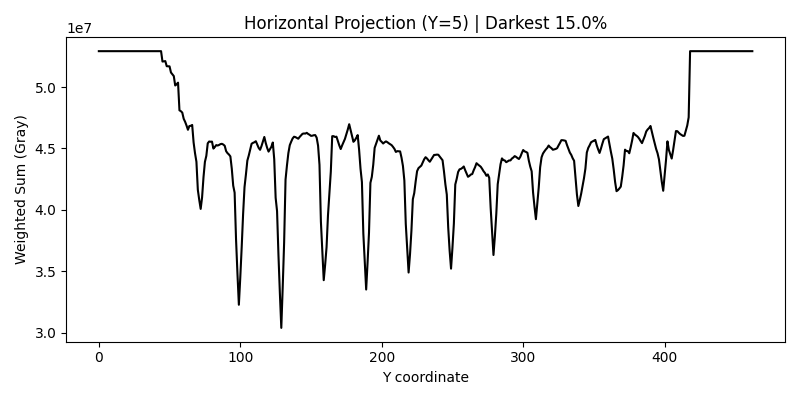 Horizontal Projection (Y=5) | Darkest 15.0%
1e7
5.0
4.5
4.0
3.5
3.0
Weighted Sum (Gray)
0 100 200 300 400
Y coordinate